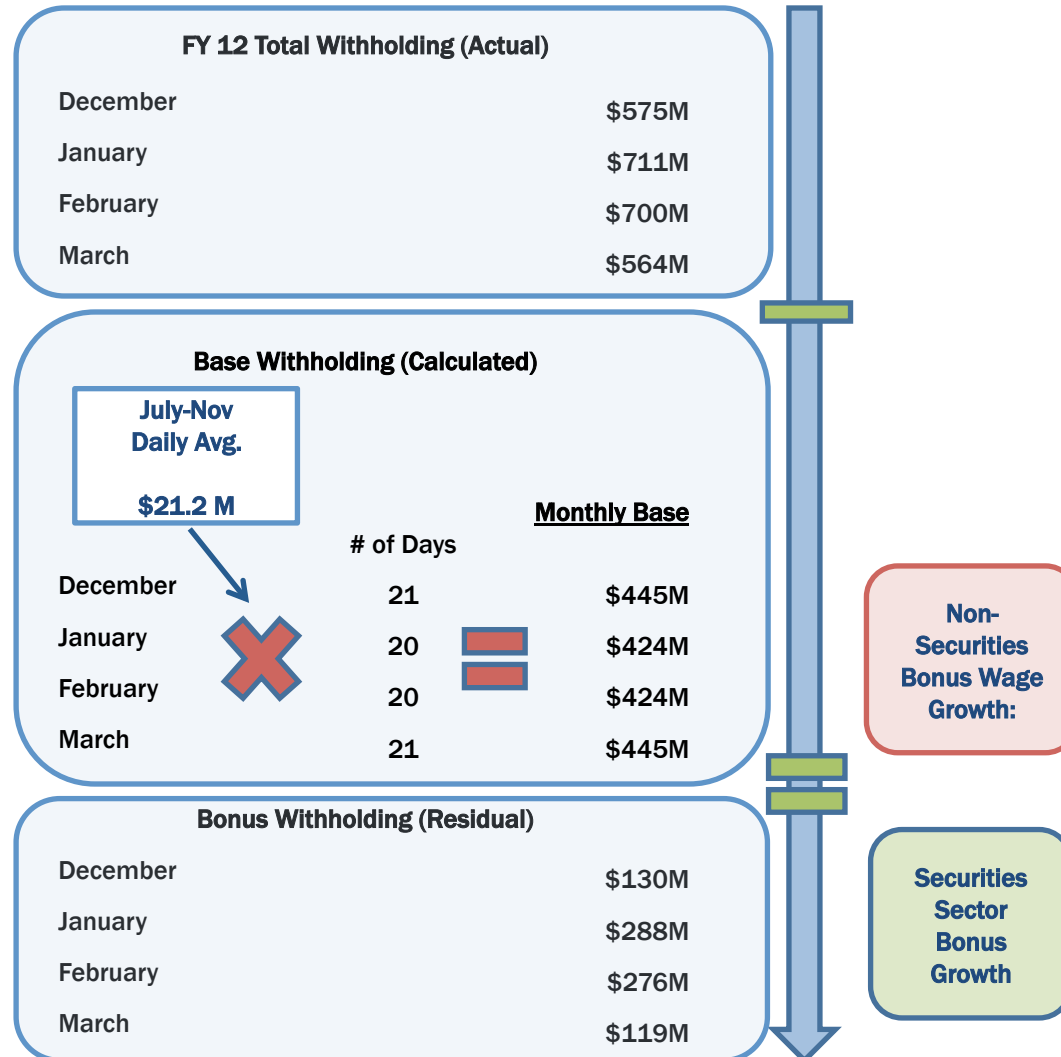 FY 12 Total Withholding (Actual)
December $575M
January $711M
February $700M
March $564M
Base Withholding (Calculated)
July-Nov
Daily Avg.
$21.2 M
Monthly Base
# of Days
December 21 $445M
January 20 $424M
February 20 $424M
March 21 $445M
Non-
Securities
Bonus Wage
Growth:
Bonus Withholding (Residual)
December $130M
January $288M
February $276M
March $119M
Securities
Sector
Bonus
Growth